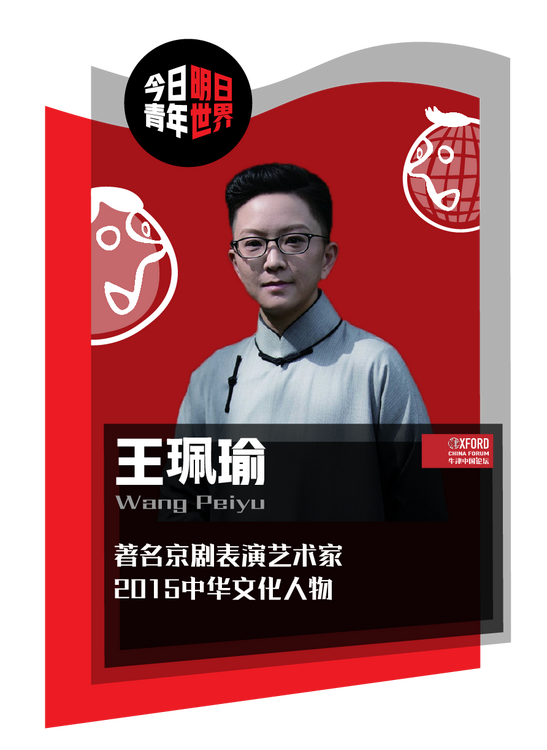 今日明日
青年世界
王珮瑜
Wang Peiyu
OXFORD
CHINA FORUM
牛津中国论坛
著名京剧表演艺术家
2015中华文化人物